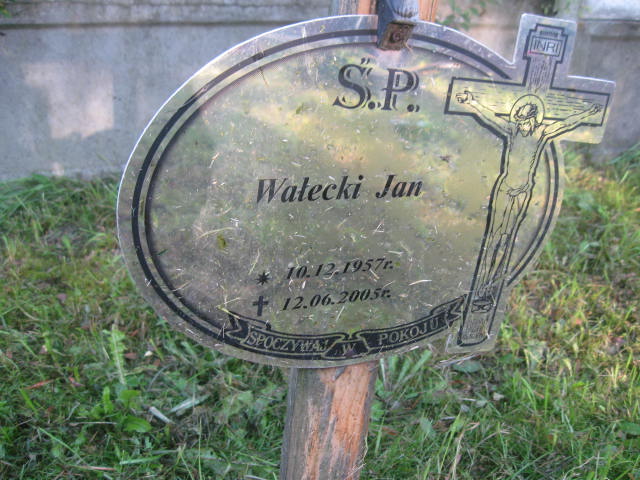 INRI
Ś.P.
Wałecki Jan
10.12.1957r.
12.06.2005r.
SPOCZYWAJ W POKOJU